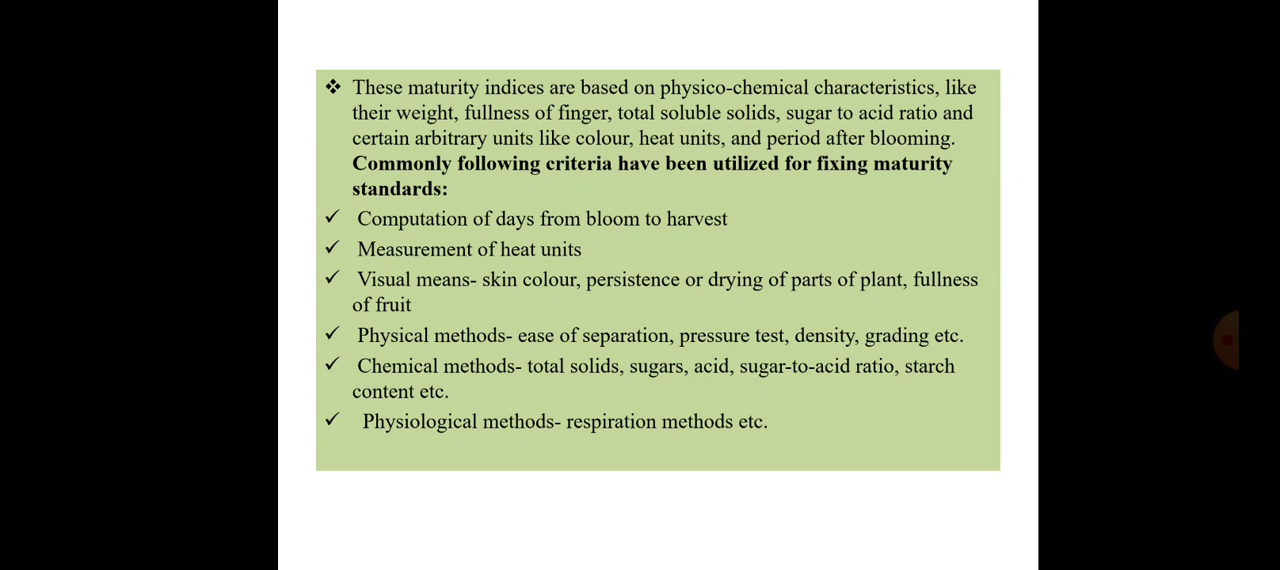 ❖ These maturity indices are based on physico-chemical characteristics, like
their weight, fullness of finger, total soluble solids, sugar to acid ratio and
certain arbitrary units like colour, heat units, and period after blooming.
Commonly following criteria have been utilized for fixing maturity
standards:
✓ Computation of days from bloom to harvest
✓ Measurement of heat units
✓ Visual means- skin colour, persistence or drying of parts of plant, fullness
of fruit
✓ Physical methods- ease of separation, pressure test, density, grading etc.
✓ Chemical methods- total solids, sugars, acid, sugar-to-acid ratio, starch
content etc.
✓ Physiological methods- respiration methods etc.